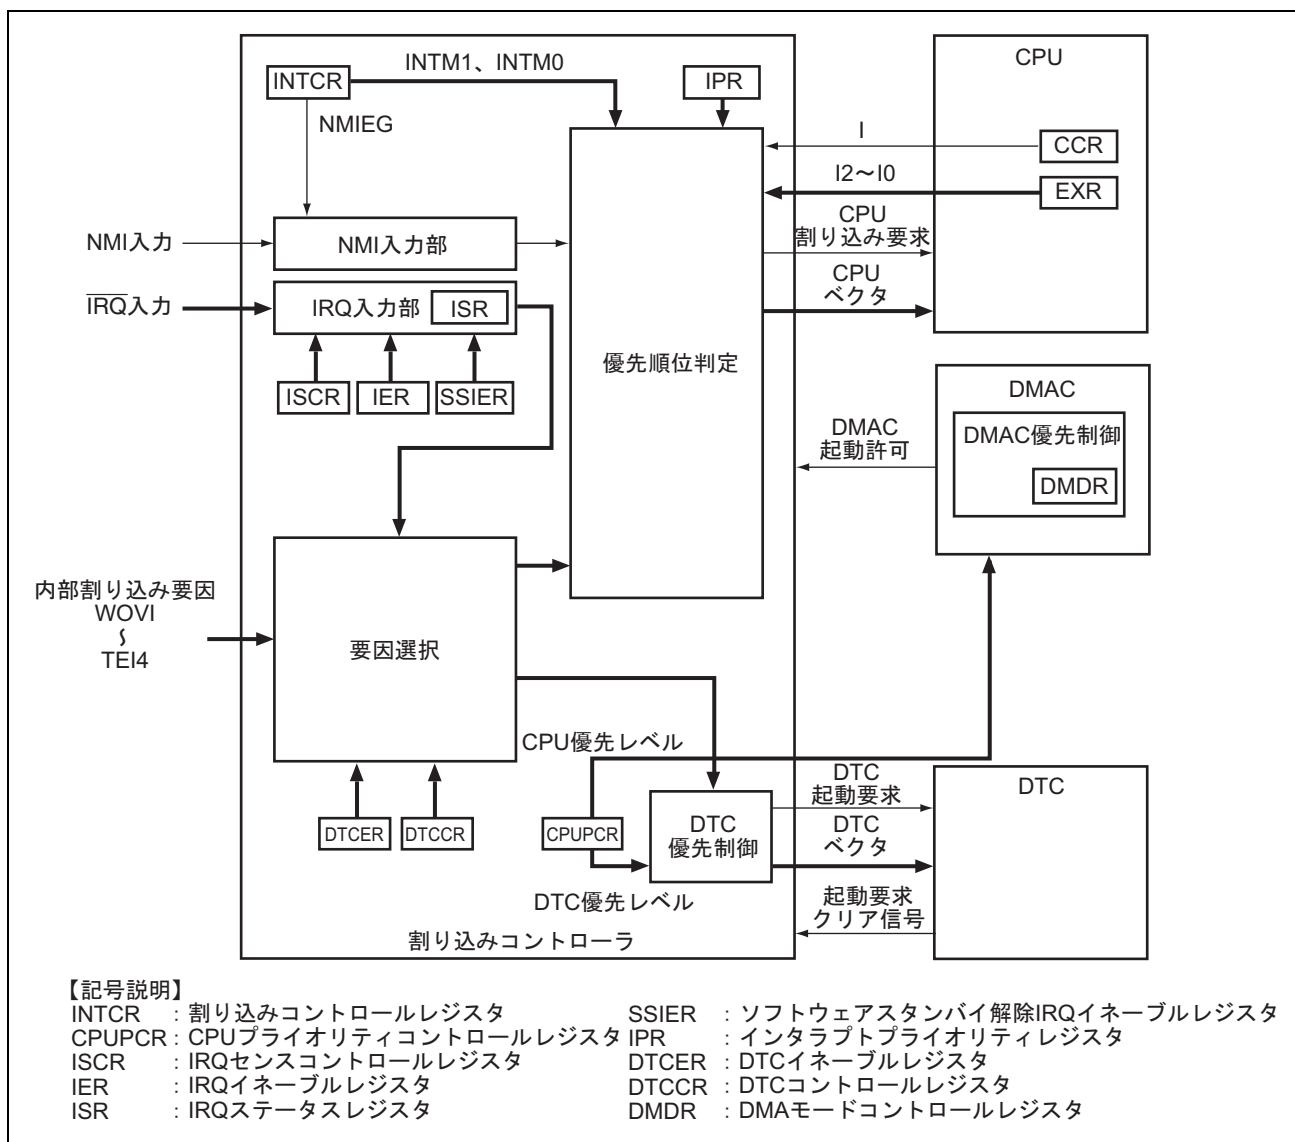 INTCR
INTM1、INTM0
IPR
CPU
NMIEG
I
CCR
I2～I0
EXR
NMI入力
NMI入力部
CPU
割り込み要求
IRQ入力
IRQ入力部
ISR
CPU
ベクタ
優先順位判定
ISCR
IER
SSIER
DMAC
DMAC優先制御
DMDR
DMAC
起動許可
内部割り込み要因
WOVI
～
TEI4
要因選択
CPU優先レベル
DTC
起動要求
DTC
DTCER
DTCCR
CPUPCR
DTC
優先制御
DTC
ベクタ
DTC優先レベル
起動要求
クリア信号
割り込みコントローラ
【記号説明】
INTCR : 割り込みコントロールレジスタ
CPUPCR : CPUプライオリティコントロールレジスタ
ISCR : IRQセンスコントロールレジスタ
IER : IRQイネーブルレジスタ
ISR : IRQステータスレジスタ
SSIER : ソフトウェアスタンバイ解除IRQイネーブルレジスタ
IPR : インタラプトプライオリティレジスタ
DTCER : DTCイネーブルレジスタ
DTCCR : DTCコントロールレジスタ
DMDR : DMAモードコントロールレジスタ